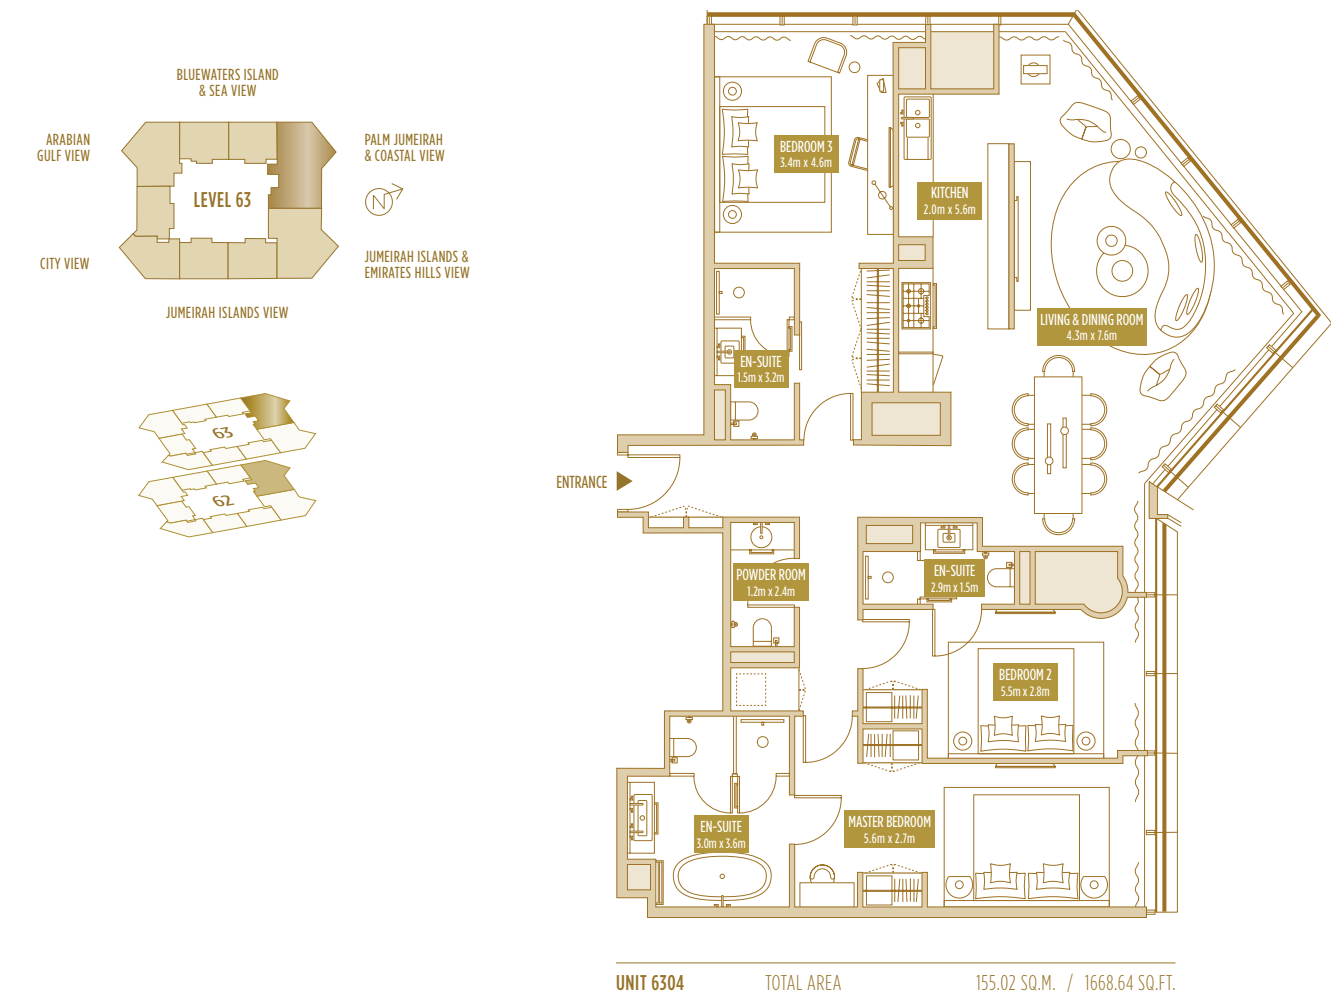 BLUEWATERS ISLAND
& SEA VIEW
ARABIAN
GULF VIEW
PALM JUMEIRAH
& COASTAL VIEW
LEVEL 63
N
CITY VIEW
JUMEIRAH ISLANDS &
EMIRATES HILLS VIEW
JUMEIRAH ISLANDS VIEW
63
62
BEDROOM 3
3.4m x 4.6m
KITCHEN
2.0m x 5.6m
LIVING & DINING ROOM
4.3m x 7.6m
EN-SUITE
1.5m x 3.2m
ENTRANCE
POWDER ROOM
1.2m x 2.4m
EN-SUITE
2.9m x 1.5m
BEDROOM 2
5.5m x 2.8m
EN-SUITE
3.0m x 3.6m
MASTER BEDROOM
5.6m x 2.7m
UNIT 6304 TOTAL AREA 155.02 SQ.M. / 1668.64 SQ.FT.